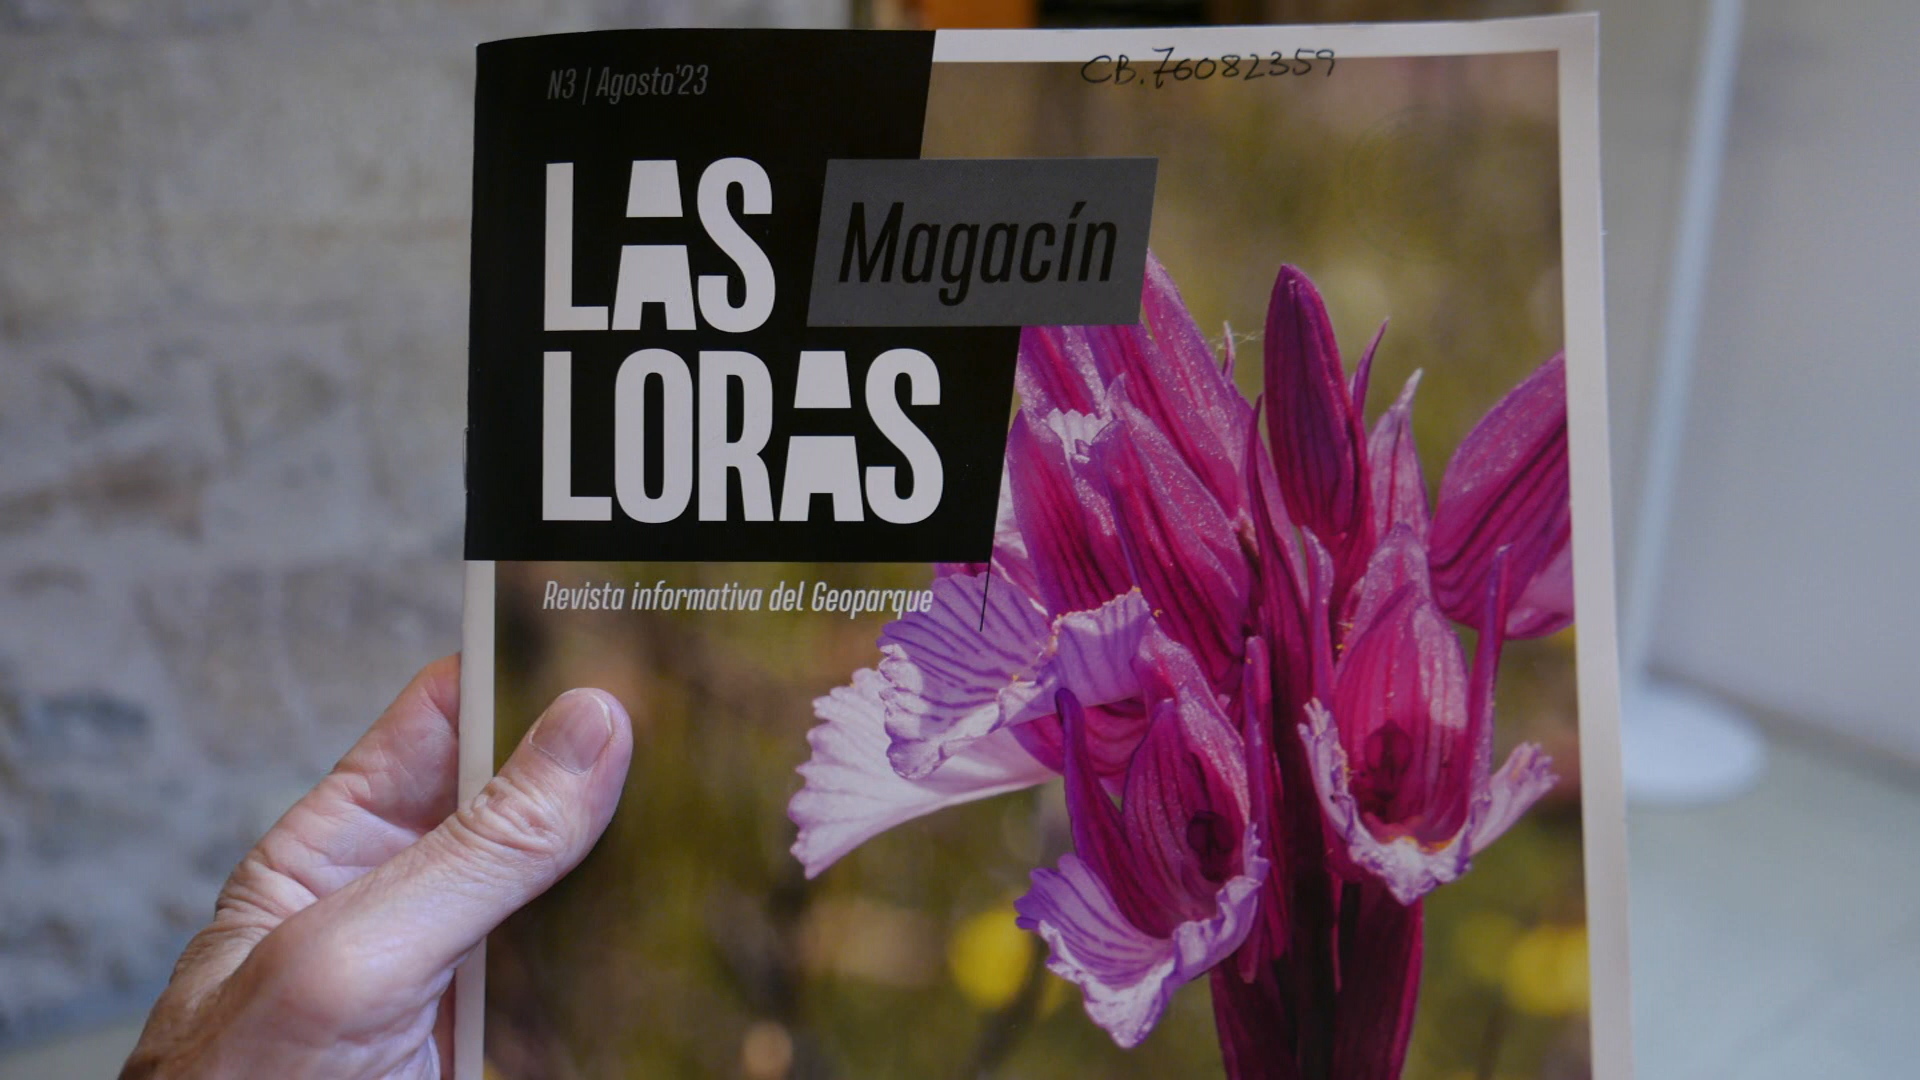 N3 | Agosto'23
CB.76082359
LAS
Magacín
LORAS
Revista informativa del Geoparque